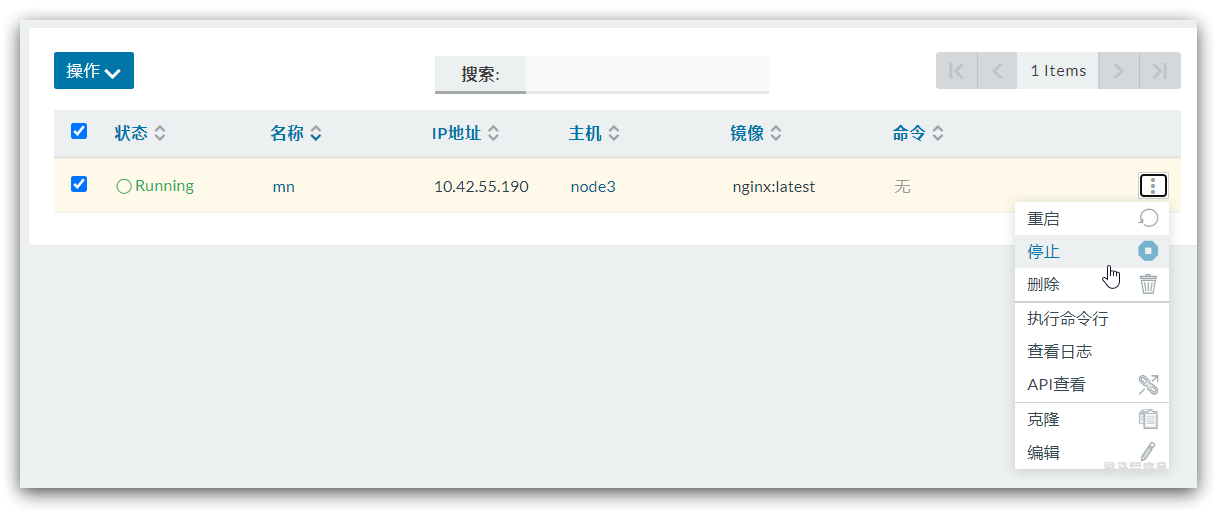 操作
搜索:
1 Items
状态 名称 IP地址 主机 镜像 命令
Running mn 10.42.55.190 node3 nginx:latest 无
重启
停止
删除
执行命令行
查看日志
API查看
克隆
编辑